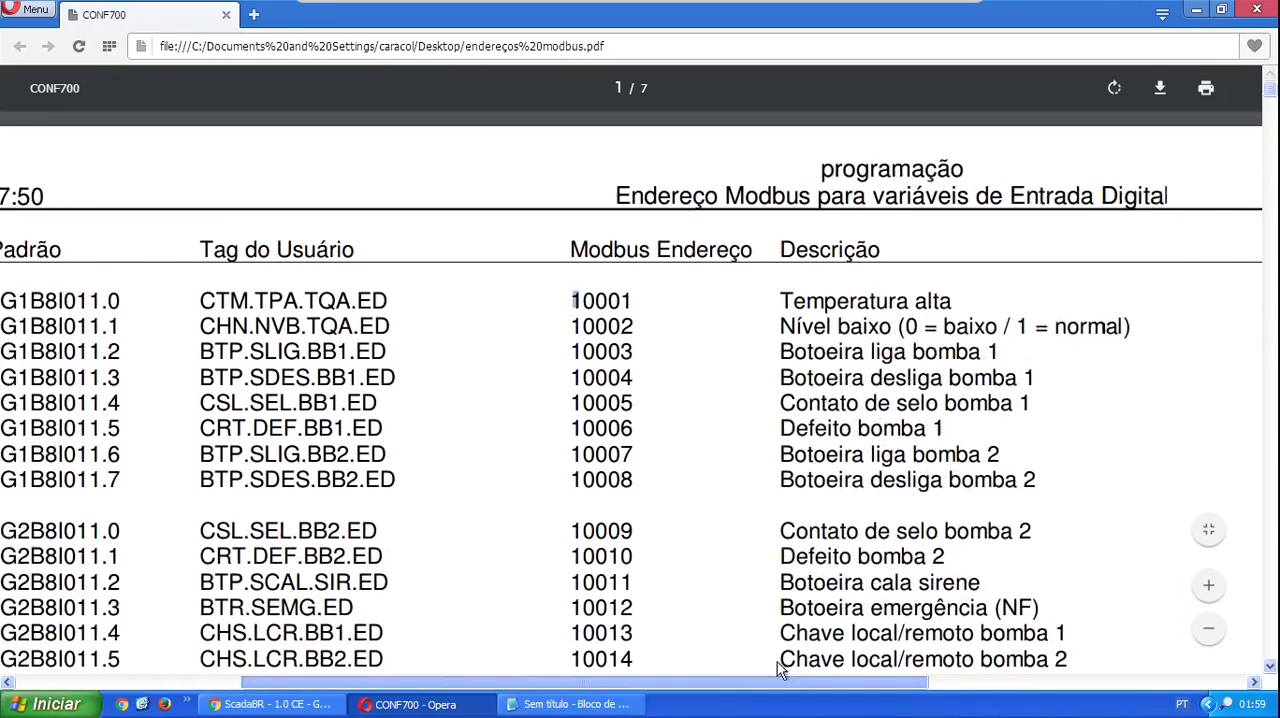 Menu
CONF700
file:///C:/Documents%20and%20Settings/caracol/Desktop/endereços%20modbus.pdf
CONF700
1 / 7
programação
7:50 Endereço Modbus para variáveis de Entrada Digital
Padrão Tag do Usuário Modbus Endereço Descrição
G1B8I011.0 CTM.TPA.TQA.ED 10001 Temperatura alta
G1B8I011.1 CHN.NVB.TQA.ED 10002 Nível baixo (0 = baixo / 1 = normal)
G1B8I011.2 BTP.SLIG.BB1.ED 10003 Botoeira liga bomba 1
G1B8I011.3 BTP.SDES.BB1.ED 10004 Botoeira desliga bomba 1
G1B8I011.4 CSL.SEL.BB1.ED 10005 Contato de selo bomba 1
G1B8I011.5 CRT.DEF.BB1.ED 10006 Defeito bomba 1
G1B8I011.6 BTP.SLIG.BB2.ED 10007 Botoeira liga bomba 2
G1B8I011.7 BTP.SDES.BB2.ED 10008 Botoeira desliga bomba 2
G2B8I011.0 CSL.SEL.BB2.ED 10009 Contato de selo bomba 2
G2B8I011.1 CRT.DEF.BB2.ED 10010 Defeito bomba 2
G2B8I011.2 BTP.SCAL.SIR.ED 10011 Botoeira cala sirene
G2B8I011.3 BTR.SEMG.ED 10012 Botoeira emergência (NF)
G2B8I011.4 CHS.LCR.BB1.ED 10013 Chave local/remoto bomba 1
G2B8I011.5 CHS.LCR.BB2.ED 10014 Chave local/remoto bomba 2
Iniciar ScadaBR - 1.0 CE - G... CONF700 - Opera Sem título - Bloco de ... PT 01:59